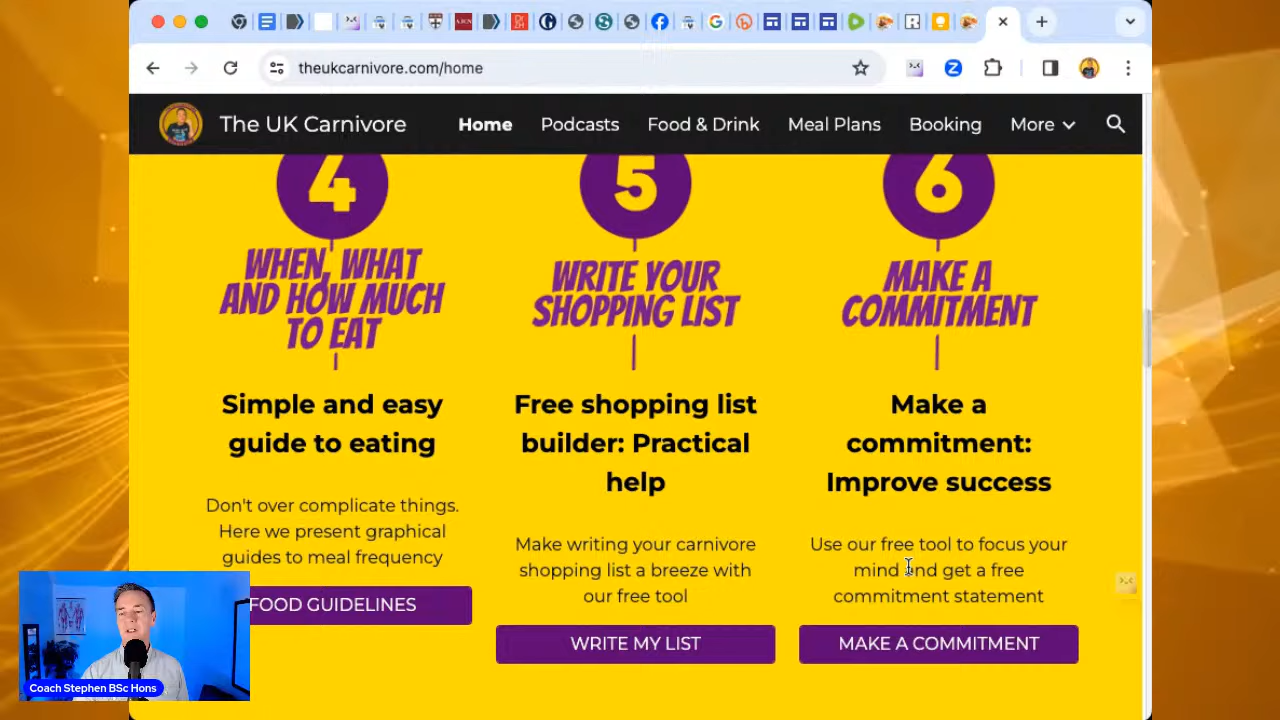 theukcarnivore.com/home
The UK Carnivore
Home
Podcasts
Food & Drink
Meal Plans
Booking
More
4
WHEN, WHAT
AND HOW MUCH
TO EAT
Simple and easy
guide to eating
Don't over complicate things.
Here we present graphical
guides to meal frequency
FOOD GUIDELINES
5
WRITE YOUR
SHOPPING LIST
Free shopping list
builder: Practical
help
Make writing your carnivore
shopping list a breeze with
our free tool
WRITE MY LIST
6
MAKE A
COMMITMENT
Make a
commitment:
Improve success
Use our free tool to focus your
mind and get a free
commitment statement
MAKE A COMMITMENT
Coach Stephen BSc Hons